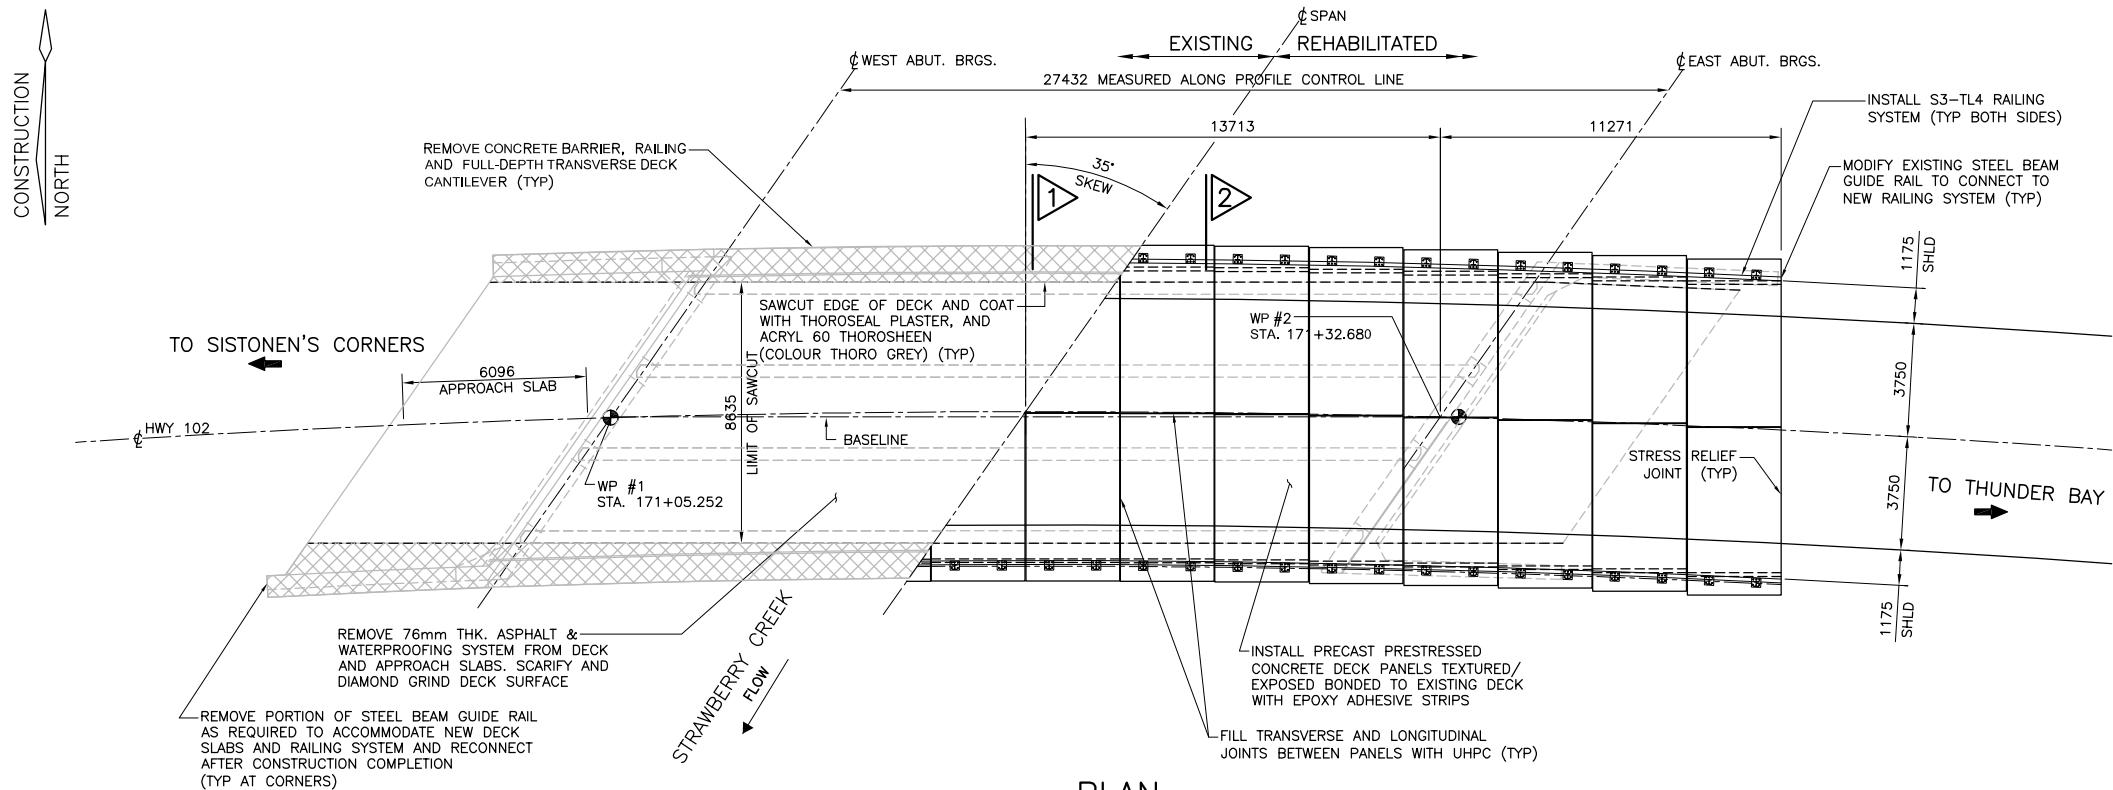 CONSTRUCTION
NORTH
℄ SPAN
EXISTING
REHABILITATED
℄ WEST ABUT. BRGS.
℄ EAST ABUT. BRGS.
27432 MEASURED ALONG PROFILE CONTROL LINE
13713
11271
INSTALL S3-TL4 RAILING
SYSTEM (TYP BOTH SIDES)
REMOVE CONCRETE BARRIER, RAILING
AND FULL-DEPTH TRANSVERSE DECK
CANTILEVER (TYP)
35°
SKEW
1
2
MODIFY EXISTING STEEL BEAM
GUIDE RAIL TO CONNECT TO
NEW RAILING SYSTEM (TYP)
1175
SHLD
SAWCUT EDGE OF DECK AND COAT
WITH THOROSEAL PLASTER, AND
ACRYL 60 THOROSHEEN
(COLOUR THORO GREY) (TYP)
WP #2
STA. 171+32.680
TO SISTONEN'S CORNERS
6096
APPROACH SLAB
8635
LIMIT OF SAWCUT
3750
℄ HWY 102
BASELINE
STRESS RELIEF
JOINT (TYP)
WP #1
STA. 171+05.252
3750
TO THUNDER BAY
1175
SHLD
REMOVE 76mm THK. ASPHALT &
WATERPROOFING SYSTEM FROM DECK
AND APPROACH SLABS. SCARIFY AND
DIAMOND GRIND DECK SURFACE
STRAWBERRY CREEK
FLOW
INSTALL PRECAST PRESTRESSED
CONCRETE DECK PANELS TEXTURED/
EXPOSED BONDED TO EXISTING DECK
WITH EPOXY ADHESIVE STRIPS
REMOVE PORTION OF STEEL BEAM GUIDE RAIL
AS REQUIRED TO ACCOMMODATE NEW DECK
SLABS AND RAILING SYSTEM AND RECONNECT
AFTER CONSTRUCTION COMPLETION
(TYP AT CORNERS)
FILL TRANSVERSE AND LONGITUDINAL
JOINTS BETWEEN PANELS WITH UHPC (TYP)
PLAN